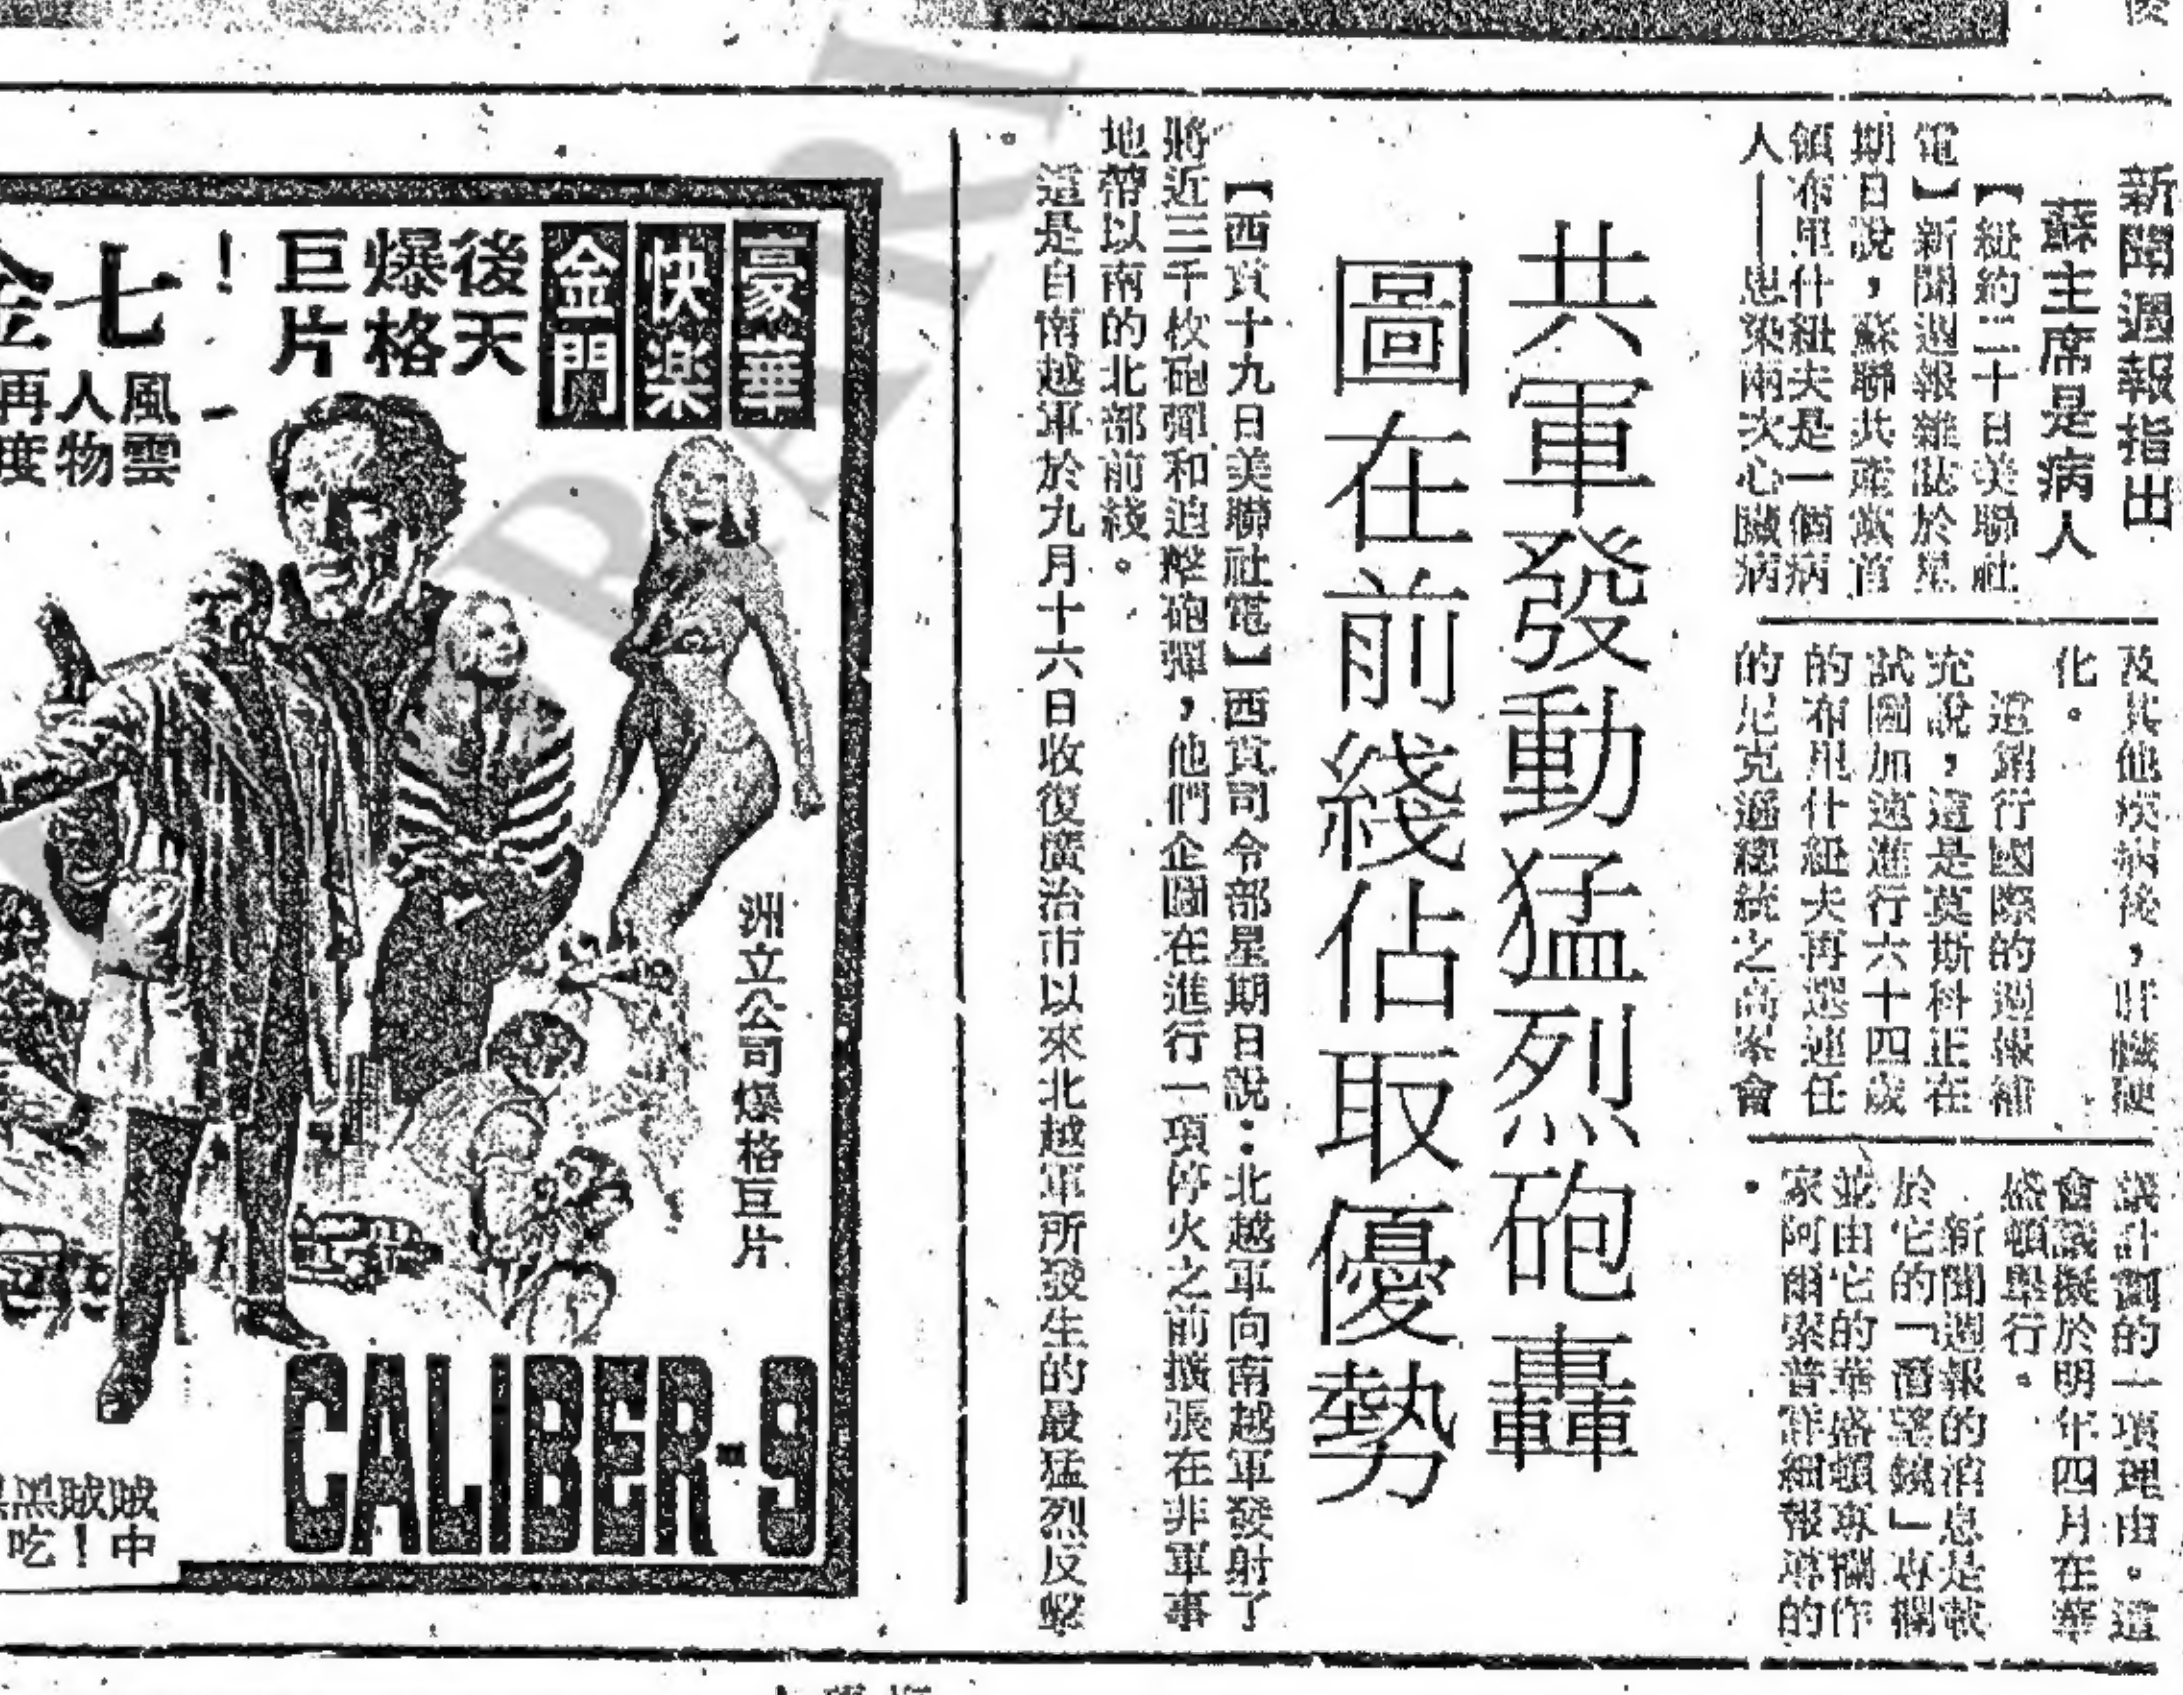 新聞週報指出
蘇主席是病人
【紐約二十日美聯社
電】新聞週報雜誌於星
期日說，蘇聯共產黨首
領布里什紐夫是一個病
人——患染兩次心臟病
及其他疾病後，肝臟硬
化。
這銷行國際的週報補
充說，這是莫斯科正在
試圖加速進行六十四歲
的布里什紐夫再選連任
的尼克遜總統之高峯會
議計劃的一項理由。這
會議擬於明年四月在華
盛頓舉行。
新聞週報的消息是載
於它的「潛望鏡」專欄
並由它的華盛頓專欄作
家阿爾索普詳細報導的
共軍發動猛烈砲轟
圖在前綫佔取優勢
【西貢十九日美聯社電】西貢司令部星期日說：北越軍向南越軍發射了
將近三千枚砲彈和迫擊砲彈，他們企圖在進行一項停火之前擴張在非軍事
地帶以南的北部前綫。
這是自南越軍於九月十六日收復廣治市以來北越軍所發生的最猛烈反擊
。
豪華
快楽
金門
後天
爆格
巨片
！
七
金
風雲
人物
再度
洲立公司爆格巨片
CALIBER-9
賊中
賊！
黑吃
黑